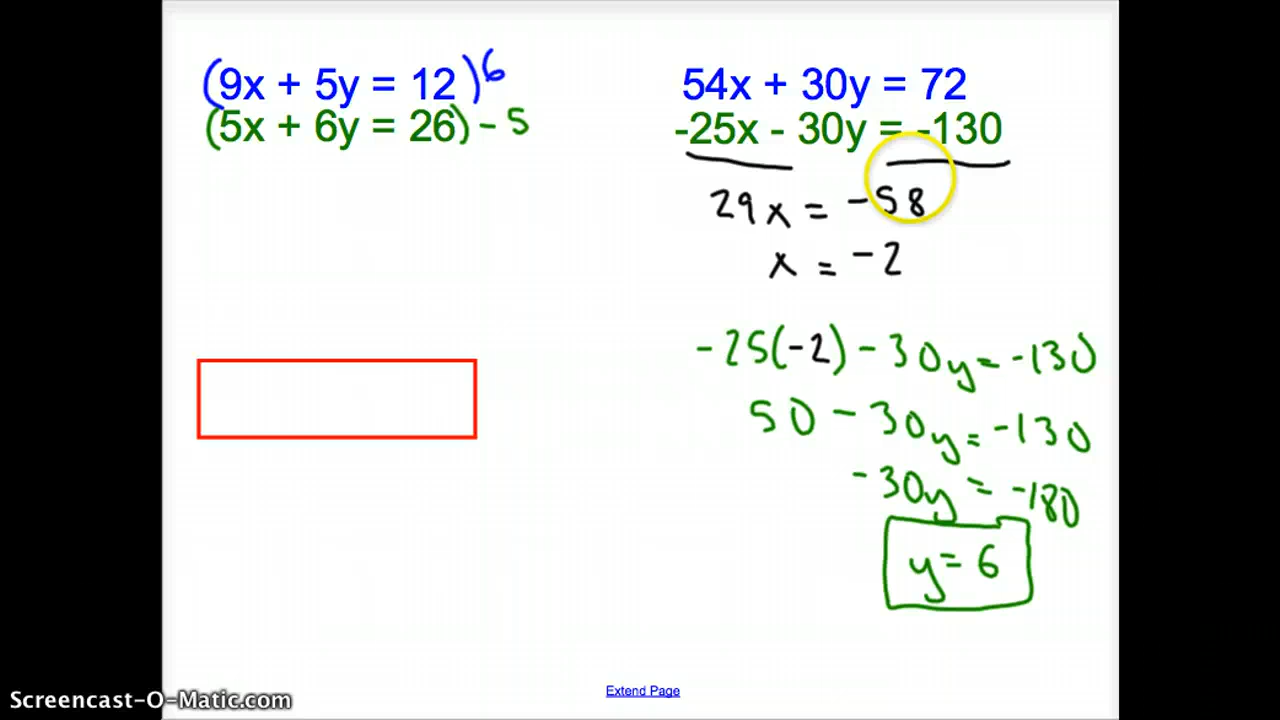 (9x + 5y = 12)6
(5x + 6y = 26)-5
54x + 30y = 72
-25x - 30y = -130
29x = -58
x = -2
-25(-2) - 30y = -130
50 - 30y = -130
-30y = -180
y = 6
Extend Page
Screencast-O-Matic.com